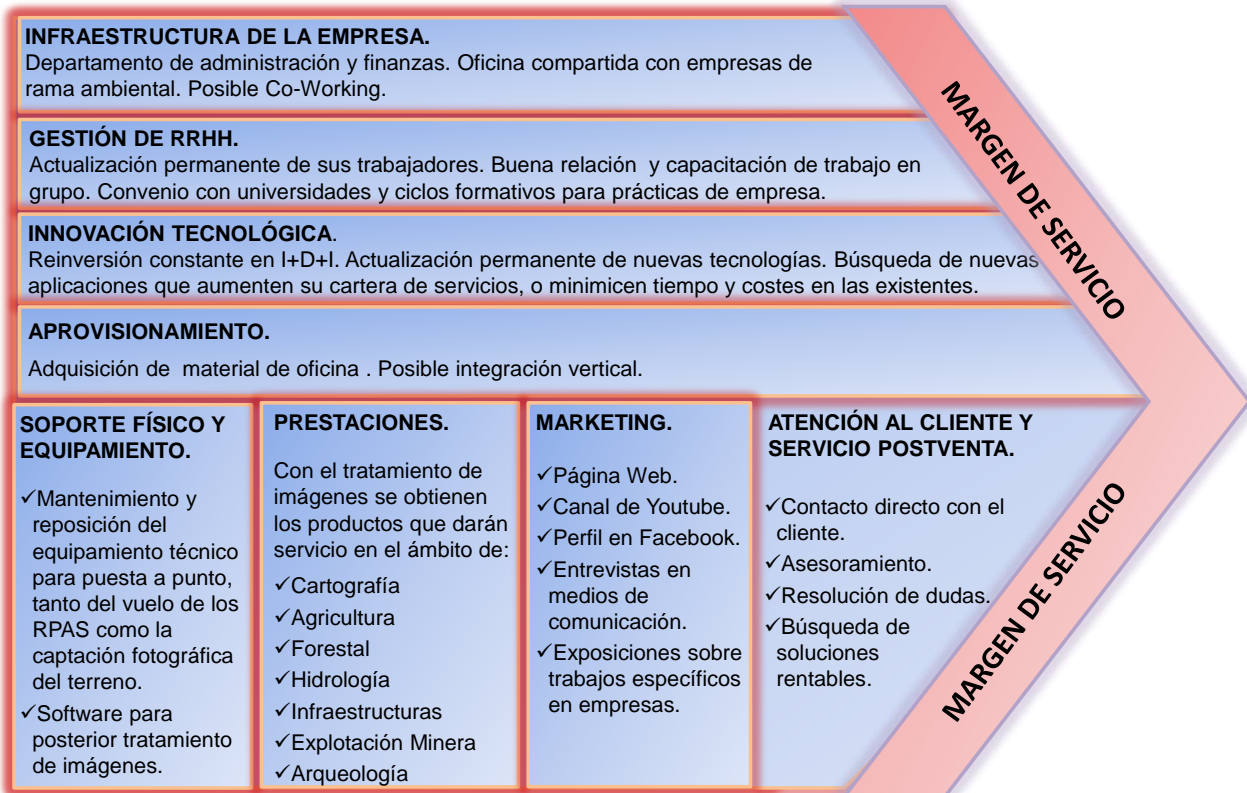 INFRAESTRUCTURA DE LA EMPRESA.
Departamento de administración y finanzas. Oficina compartida con empresas de
rama ambiental. Posible Co-Working.
GESTIÓN DE RRHH.
Actualización permanente de sus trabajadores. Buena relación y capacitación de trabajo en
grupo. Convenio con universidades y ciclos formativos para prácticas de empresa.
INNOVACIÓN TECNOLÓGICA.
Reinversión constante en I+D+I. Actualización permanente de nuevas tecnologías. Búsqueda de nuevas
aplicaciones que aumenten su cartera de servicios, o minimicen tiempo y costes en las existentes.
APROVISIONAMIENTO.
Adquisición de material de oficina . Posible integración vertical.
SOPORTE FÍSICO Y
EQUIPAMIENTO.
✓Mantenimiento y
reposición del
equipamiento técnico
para puesta a punto,
tanto del vuelo de los
RPAS como la
captación fotográfica
del terreno.
✓Software para
posterior tratamiento
de imágenes.
PRESTACIONES.
Con el tratamiento de
imágenes se obtienen
los productos que darán
servicio en el ámbito de:
✓Cartografía
✓Agricultura
✓Forestal
✓Hidrología
✓Infraestructuras
✓Explotación Minera
✓Arqueología
MARKETING.
✓Página Web.
✓Canal de Youtube.
✓Perfil en Facebook.
✓Entrevistas en
medios de
comunicación.
✓Exposiciones sobre
trabajos específicos
en empresas.
ATENCIÓN AL CLIENTE Y
SERVICIO POSTVENTA.
✓Contacto directo con el
cliente.
✓Asesoramiento.
✓Resolución de dudas.
✓Búsqueda de
soluciones
rentables.
MARGEN DE SERVICIO
MARGEN DE SERVICIO